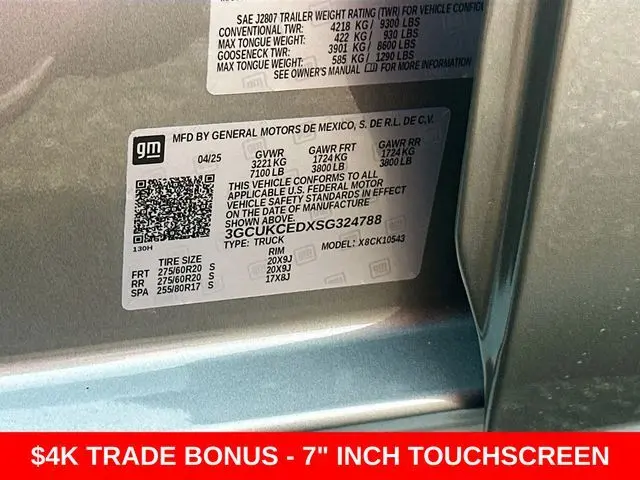 SAE J2807 TRAILER WEIGHT RATING (TWR) FOR VEHICLE CONFIG
CONVENTIONAL TWR: 4218 KG / 9300 LBS
MAX TONGUE WEIGHT: 422 KG / 930 LBS
GOOSENECK TWR: 3901 KG / 8600 LBS
MAX TONGUE WEIGHT: 585 KG / 1290 LBS
SEE OWNER'S MANUAL FOR MORE INFORMATION
gm
MFD BY GENERAL MOTORS DE MEXICO, S. DE R.L. DE C.V.
04/25 GVWR GAWR FRT GAWR RR
3221 KG 1724 KG 1724 KG
7100 LB 3800 LB 3800 LB
THIS VEHICLE CONFORMS TO ALL
APPLICABLE U.S. FEDERAL MOTOR
VEHICLE SAFETY STANDARDS IN EFFECT
ON THE DATE OF MANUFACTURE
SHOWN ABOVE.
3GCUKCEDXSG324788
130H
TYPE: TRUCK MODEL: X8CK10543
TIRE SIZE RIM
FRT 275/60R20 S 20X9J
RR 275/60R20 S 20X9J
SPA 255/80R17 S 17X8J
$4K TRADE BONUS - 7" INCH TOUCHSCREEN